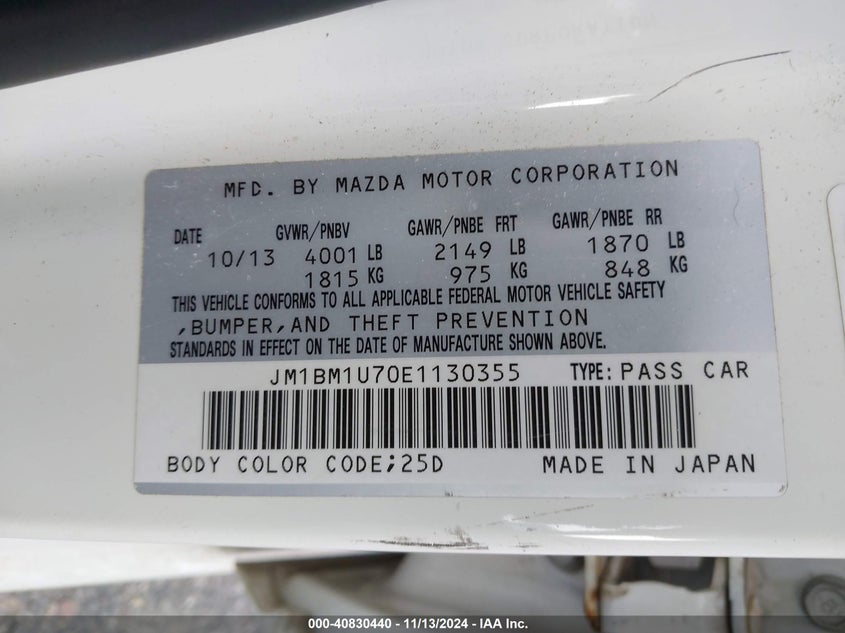 MFD. BY MAZDA MOTOR CORPORATION
DATE GVWR/PNBV GAWR/PNBE FRT GAWR/PNBE RR
10/13 4001 LB 2149 LB 1870 LB
1815 KG 975 KG 848 KG
THIS VEHICLE CONFORMS TO ALL APPLICABLE FEDERAL MOTOR VEHICLE SAFETY
,BUMPER,AND THEFT PREVENTION
STANDARDS IN EFFECT ON THE DATE OF MANUFACTURE SHOWN ABOVE.
JM1BM1U70E1130355 TYPE: PASS CAR
BODY COLOR CODE;25D MADE IN JAPAN
000-40830440 - 11/13/2024 - IAA Inc.